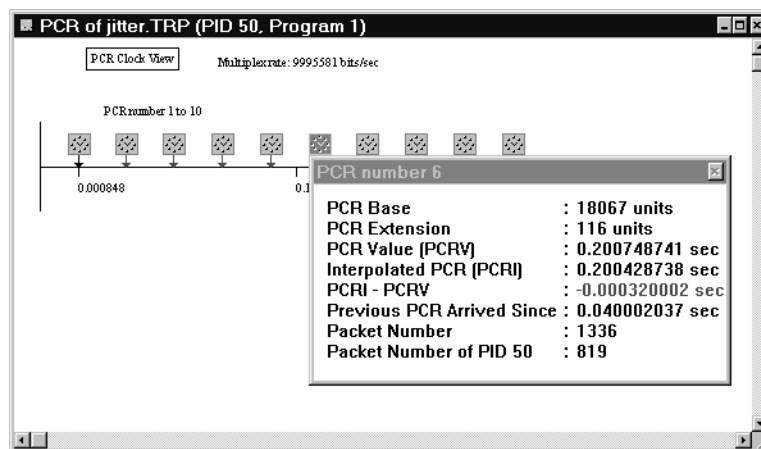 PCR of jitter.TRP (PID 50, Program 1)
PCR Clock View
Multiplexrate: 9995581 bits/sec
PCR number 1 to 10
0.000848
PCR number 6
PCR Base : 18067 units
PCR Extension : 116 units
PCR Value (PCRV) : 0.200748741 sec
Interpolated PCR (PCRI) : 0.200428738 sec
PCRI - PCRV : -0.000320002 sec
Previous PCR Arrived Since : 0.040002037 sec
Packet Number : 1336
Packet Number of PID 50 : 819